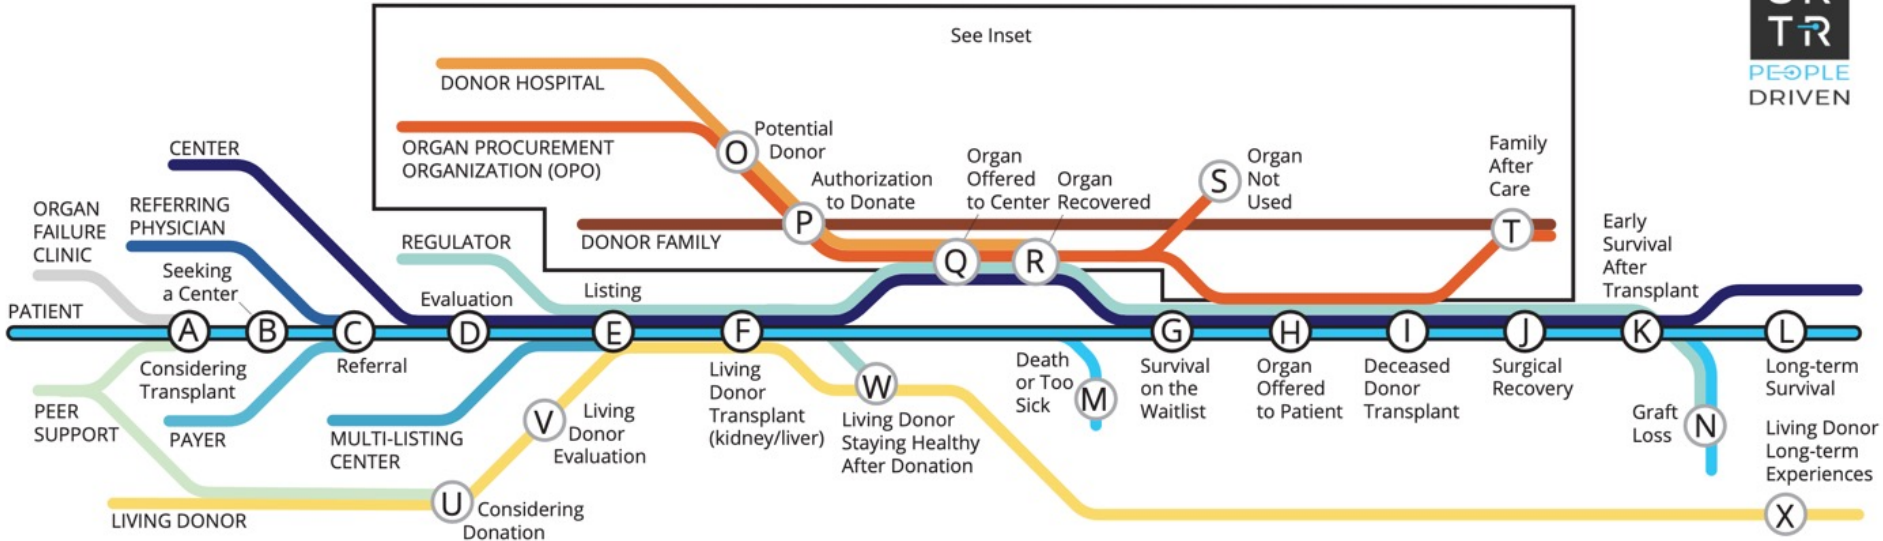 See Inset
TR
PEOPLE
DRIVEN
DONOR HOSPITAL
ORGAN PROCUREMENT
ORGANIZATION (OPO)
O
Potential
Donor
CENTER
REFERRING
PHYSICIAN
ORGAN
FAILURE
CLINIC
Seeking
a Center
PATIENT
REGULATOR
DONOR FAMILY
P
Authorization
to Donate
Organ
Offered
to Center
Organ
Recovered
Q
R
S
Organ
Not
Used
Family
After
Care
T
Early
Survival
After
Transplant
A
Considering
Transplant
B
C
Referral
Evaluation
D
Listing
E
F
Living
Donor
Transplant
(kidney/liver)
G
Survival
on the
Waitlist
H
Organ
Offered
to Patient
I
Deceased
Donor
Transplant
J
Surgical
Recovery
K
L
Long-term
Survival
PEER
SUPPORT
PAYER
MULTI-LISTING
CENTER
LIVING DONOR
U
Considering
Donation
V
Living
Donor
Evaluation
W
Living Donor
Staying Healthy
After Donation
Death
or Too
Sick
M
Graft
Loss
N
Living Donor
Long-term
Experiences
X